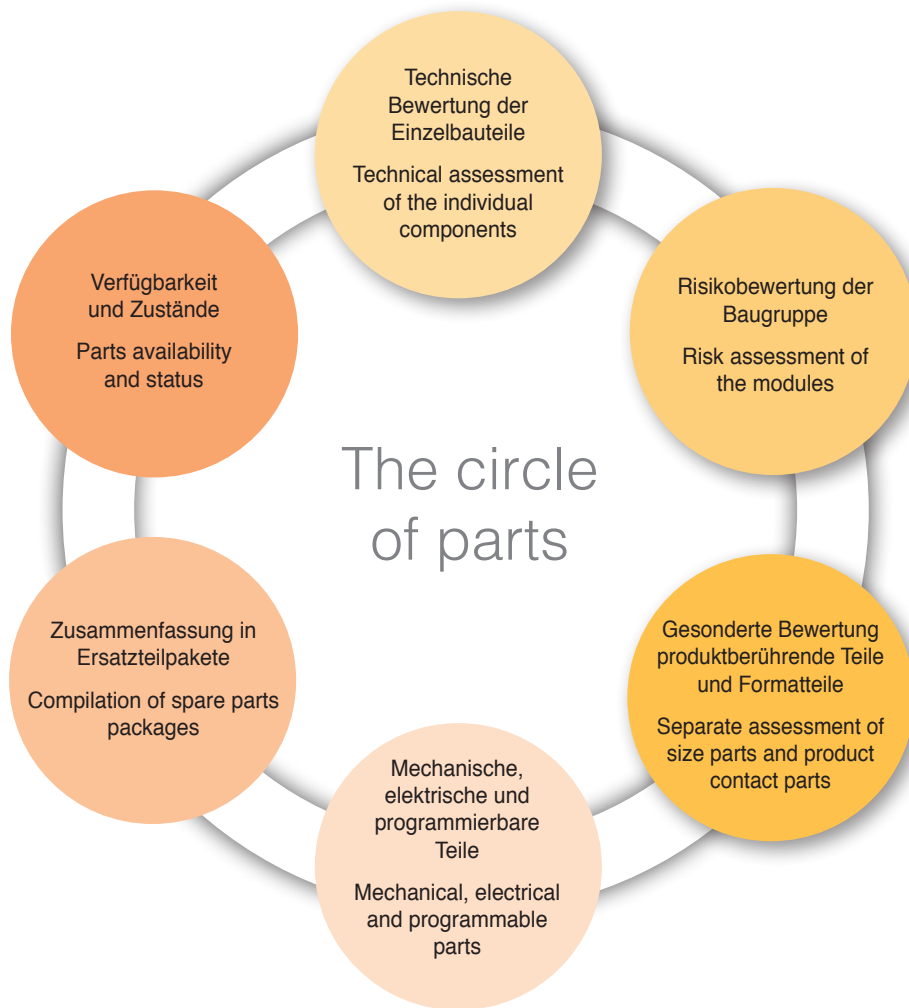 Technische
Bewertung der
Einzelbauteile
Technical assessment
of the individual
components
Risikobewertung der
Baugruppe
Risk assessment of
the modules
Gesonderte Bewertung
produktberührende Teile
und Formatteile
Separate assessment of
size parts and product
contact parts
Mechanische,
elektrische und
programmierbare
Teile
Mechanical, electrical
and programmable
parts
Zusammenfassung in
Ersatzteilpakete
Compilation of spare parts
packages
Verfügbarkeit
und Zustände
Parts availability
and status
The circle
of parts